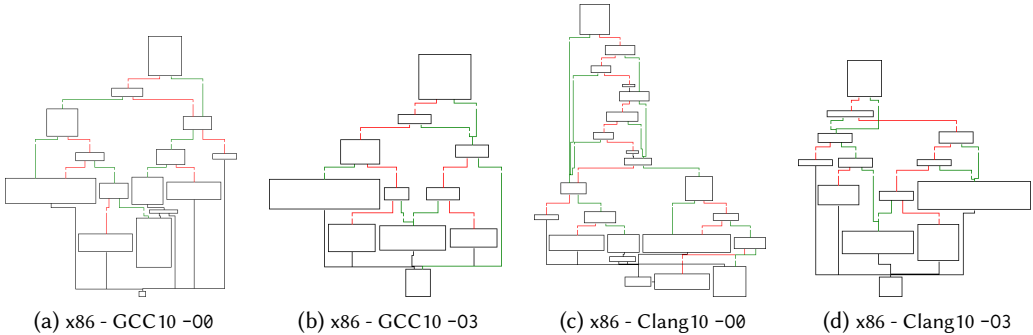 (a) x86 - GCC10 -O0
(b) x86 - GCC10 -O3
(c) x86 - Clang10 -O0
(d) x86 - Clang10 -O3